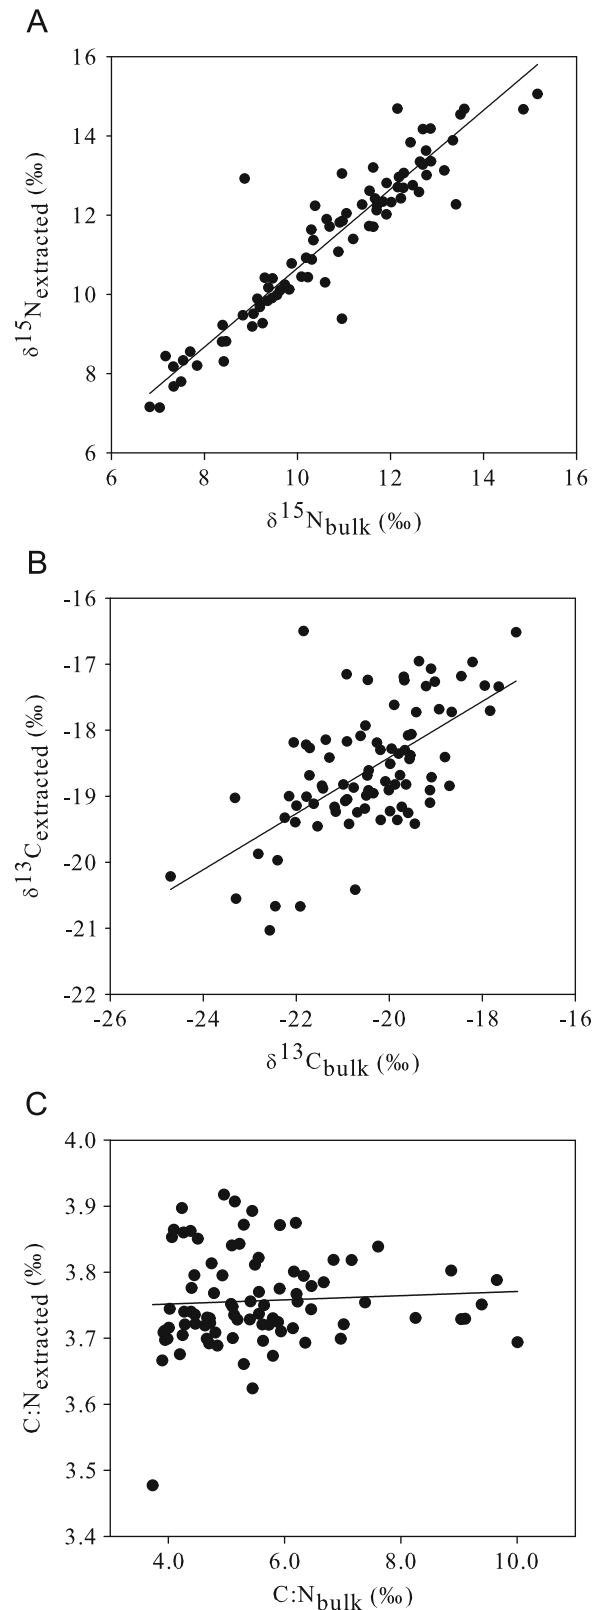 A
16
14
12
10
8
6
6 8 10 12 14 16
δ15Nextracted (‰)
δ15Nbulk (‰)
B
-16
-17
-18
-19
-20
-21
-22
-26 -24 -22 -20 -18 -16
δ13Cextracted (‰)
δ13Cbulk (‰)
C
4.0
3.9
3.8
3.7
3.6
3.5
3.4
4.0 6.0 8.0 10.0
C:Nextracted (‰)
C:Nbulk (‰)